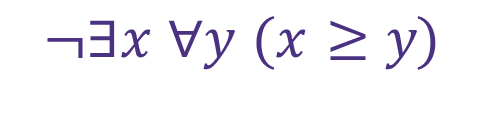 ¬∃x ∀y (x ≥ y)